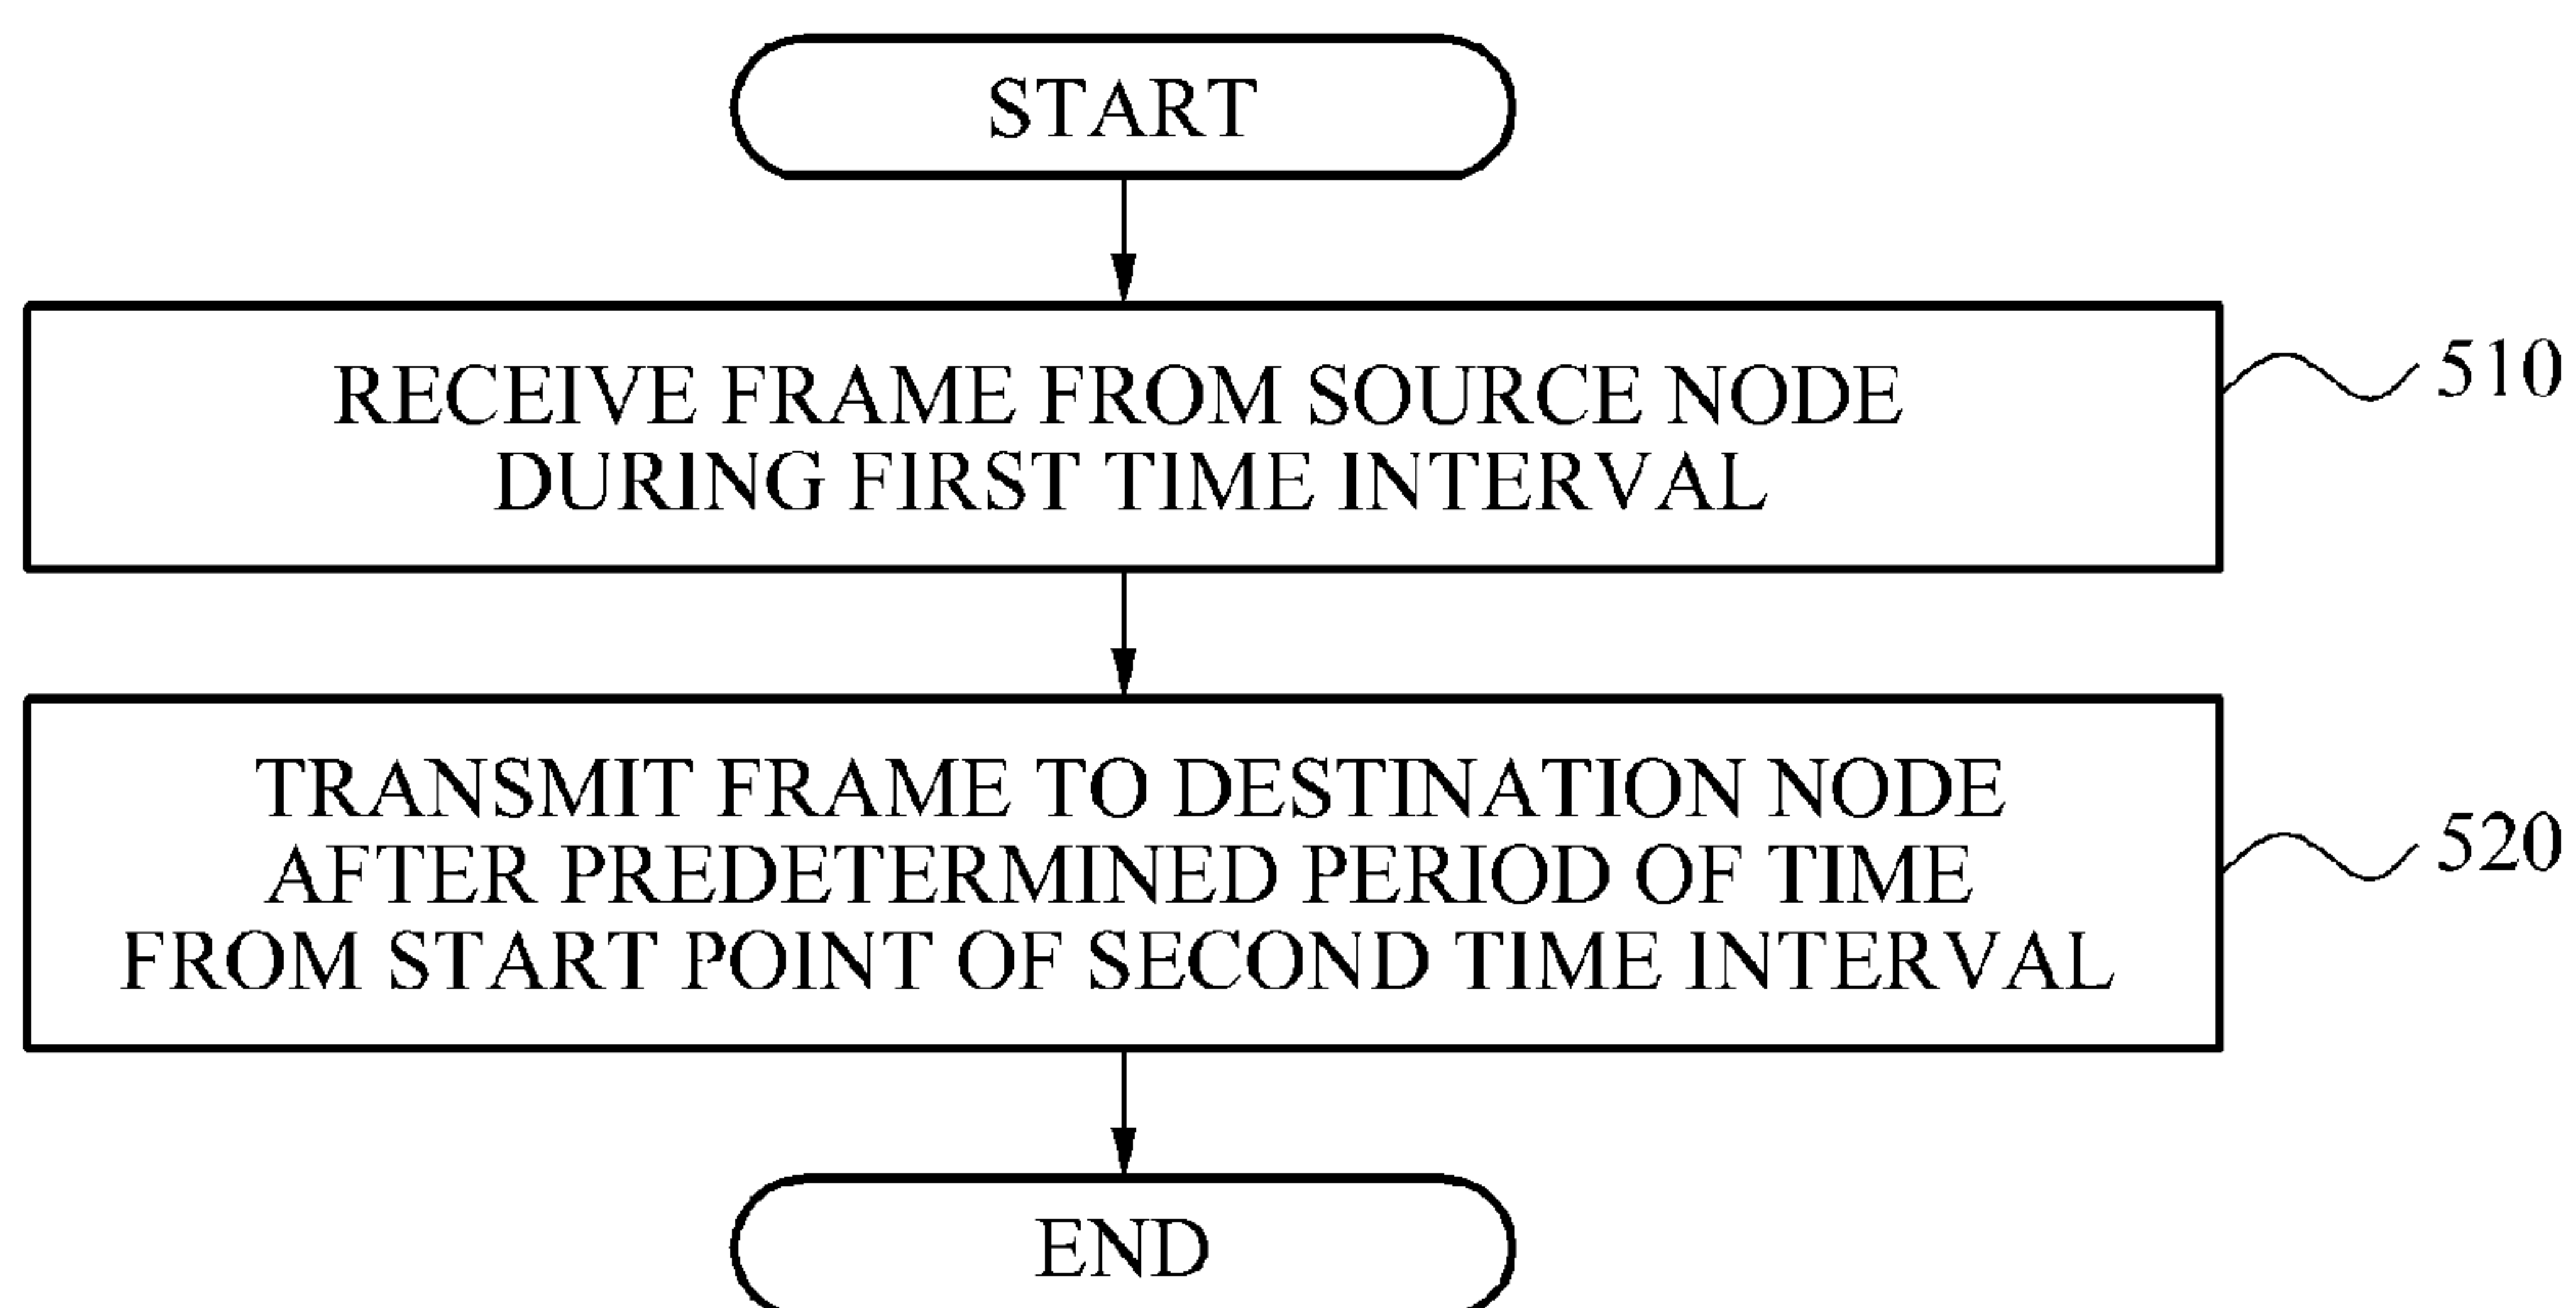 START
RECEIVE FRAME FROM SOURCE NODE
DURING FIRST TIME INTERVAL
510
TRANSMIT FRAME TO DESTINATION NODE
AFTER PREDETERMINED PERIOD OF TIME
FROM START POINT OF SECOND TIME INTERVAL
520
END